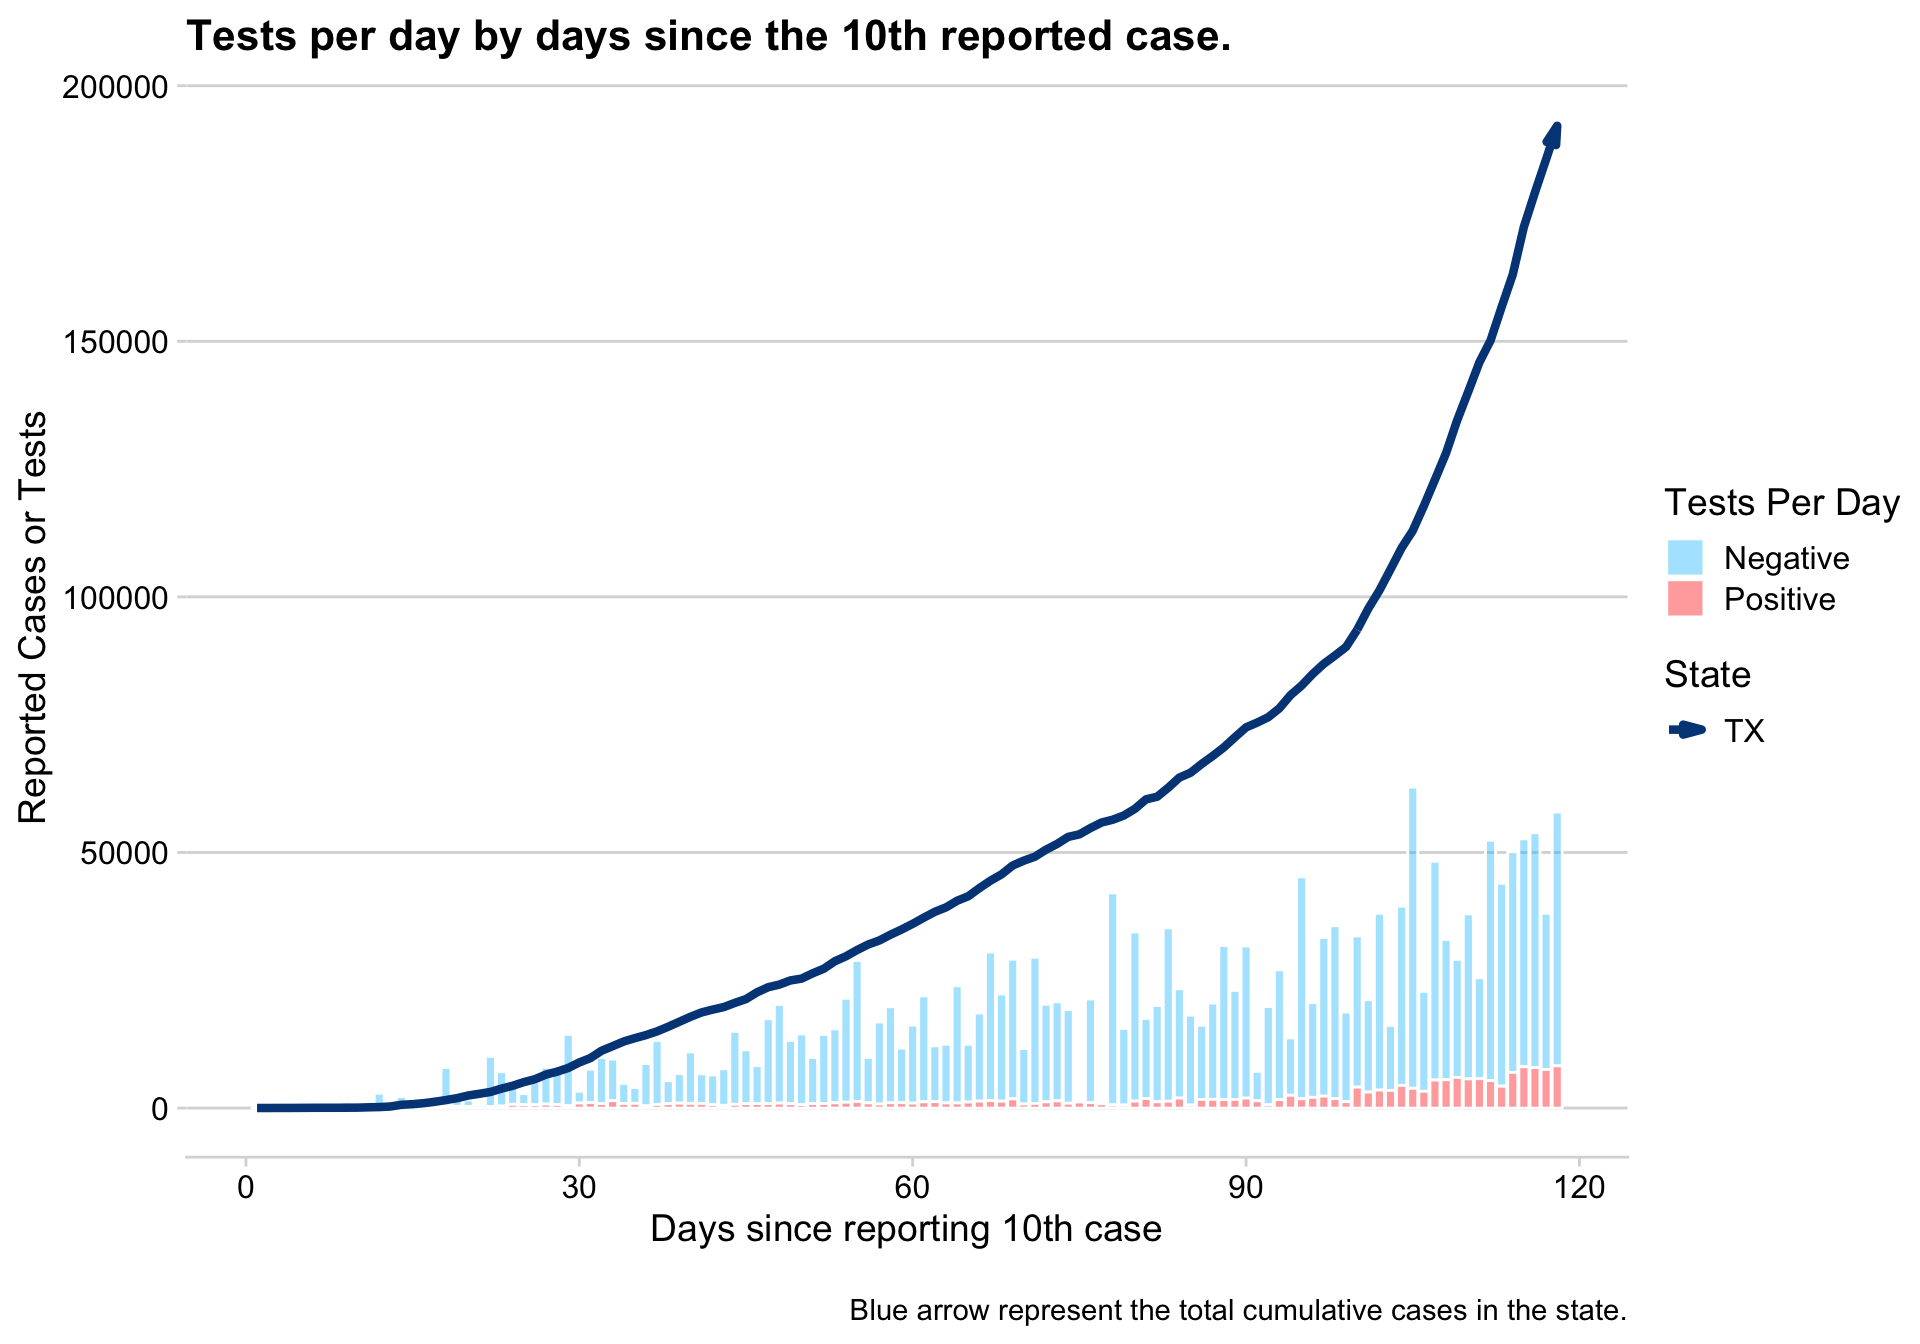 Tests per day by days since the 10th reported case.
200000
150000
100000
50000
0
Reported Cases or Tests
0 30 60 90 120
Days since reporting 10th case
Tests Per Day
Negative
Positive
State
TX
Blue arrow represent the total cumulative cases in the state.